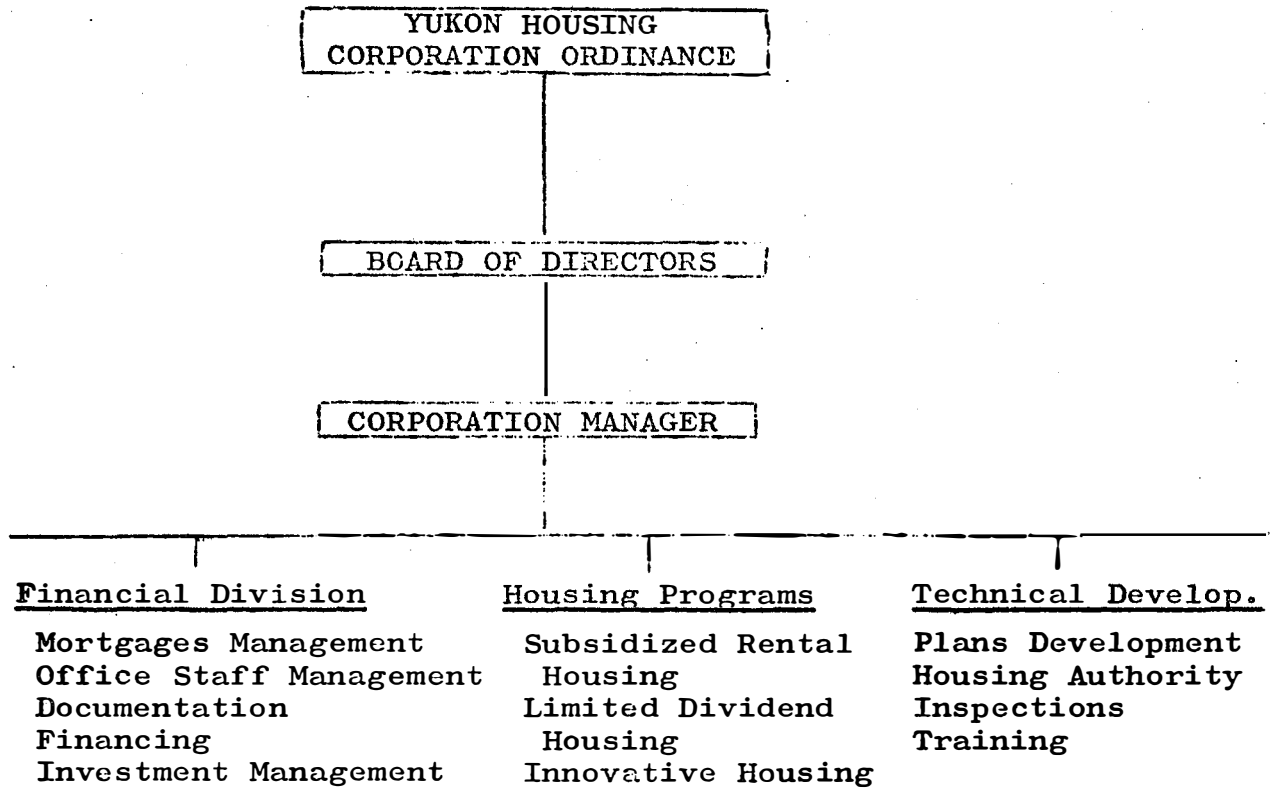 YUKON HOUSING
CORPORATION ORDINANCE
BOARD OF DIRECTORS
CORPORATION MANAGER
Financial Division
Mortgages Management
Office Staff Management
Documentation
Financing
Investment Management
Housing Programs
Subsidized Rental
Housing
Limited Dividend
Housing
Innovative Housing
Technical Develop.
Plans Development
Housing Authority
Inspections
Training